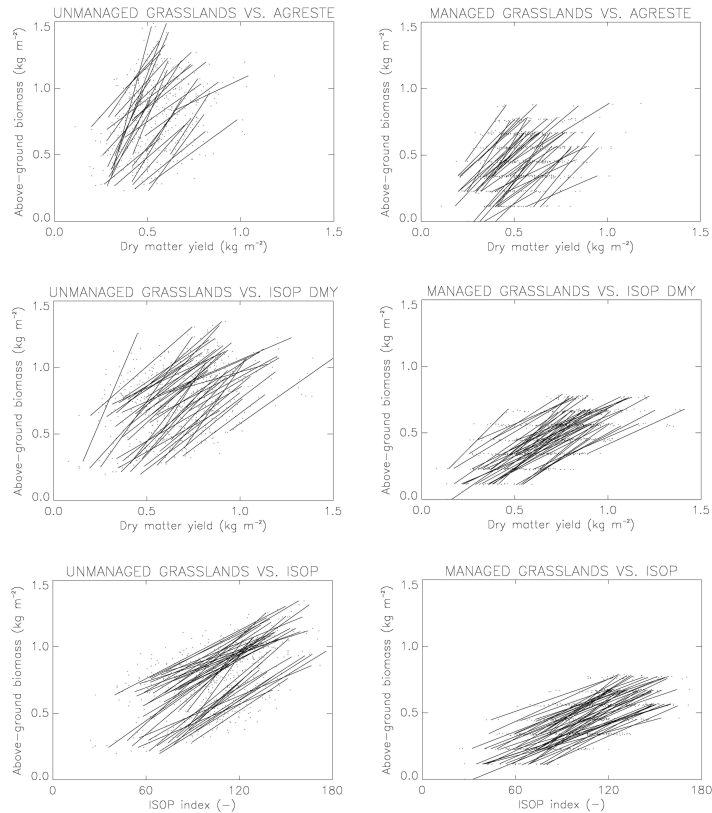 UNMANAGED GRASSLANDS VS. AGRESTE
1.5
1.0
0.5
0.0
Above-ground biomass (kg m⁻²)
0.0 0.5 1.0 1.5
Dry matter yield (kg m⁻²)
MANAGED GRASSLANDS VS. AGRESTE
1.5
1.0
0.5
0.0
Above-ground biomass (kg m⁻²)
0.0 0.5 1.0 1.5
Dry matter yield (kg m⁻²)
UNMANAGED GRASSLANDS VS. ISOP DMY
1.5
1.0
0.5
0.0
Above-ground biomass (kg m⁻²)
0.0 0.5 1.0 1.5
Dry matter yield (kg m⁻²)
MANAGED GRASSLANDS VS. ISOP DMY
1.5
1.0
0.5
0.0
Above-ground biomass (kg m⁻²)
0.0 0.5 1.0 1.5
Dry matter yield (kg m⁻²)
UNMANAGED GRASSLANDS VS. ISOP
1.5
1.0
0.5
0.0
Above-ground biomass (kg m⁻²)
0 60 120 180
ISOP index (-)
MANAGED GRASSLANDS VS. ISOP
1.5
1.0
0.5
0.0
Above-ground biomass (kg m⁻²)
0 60 120 180
ISOP index (-)